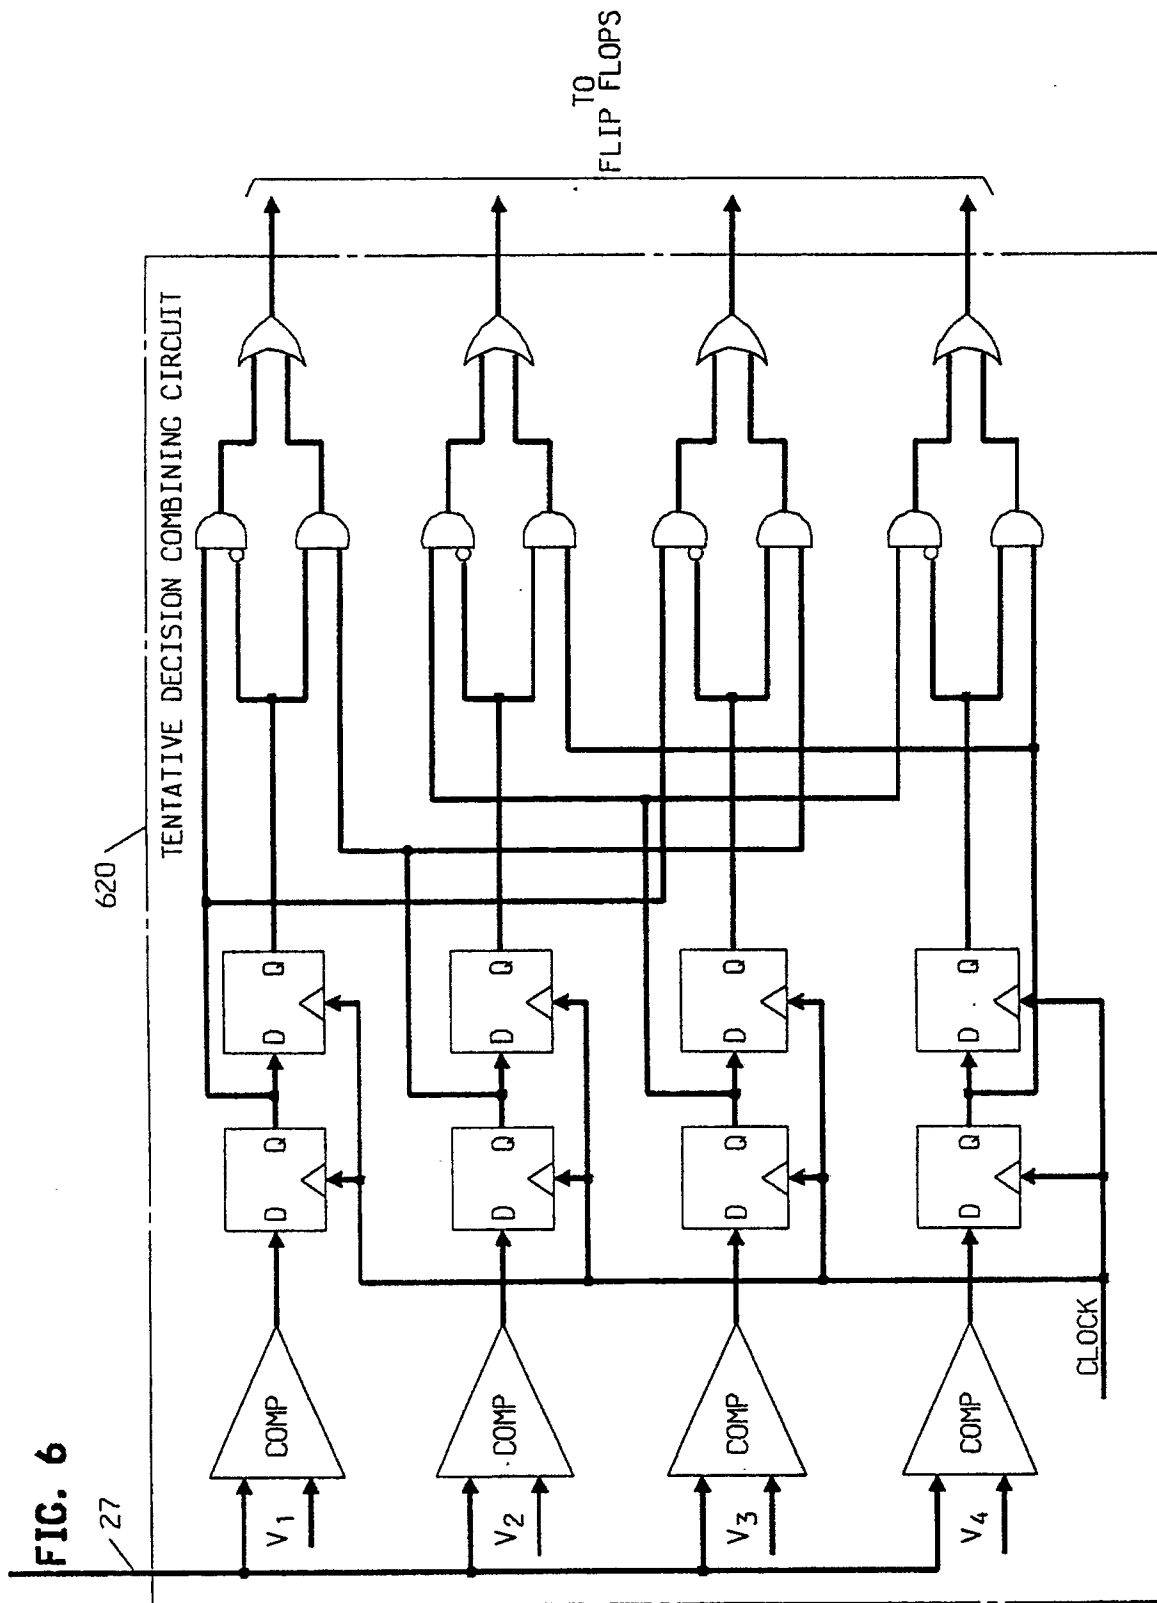 FIG. 6
27
620
TENTATIVE DECISION COMBINING CIRCUIT
V1
COMP
D Q
D Q
V2
COMP
D Q
D Q
V3
COMP
D Q
D Q
V4
COMP
D Q
D Q
CLOCK
TO
FLIP FLOPS